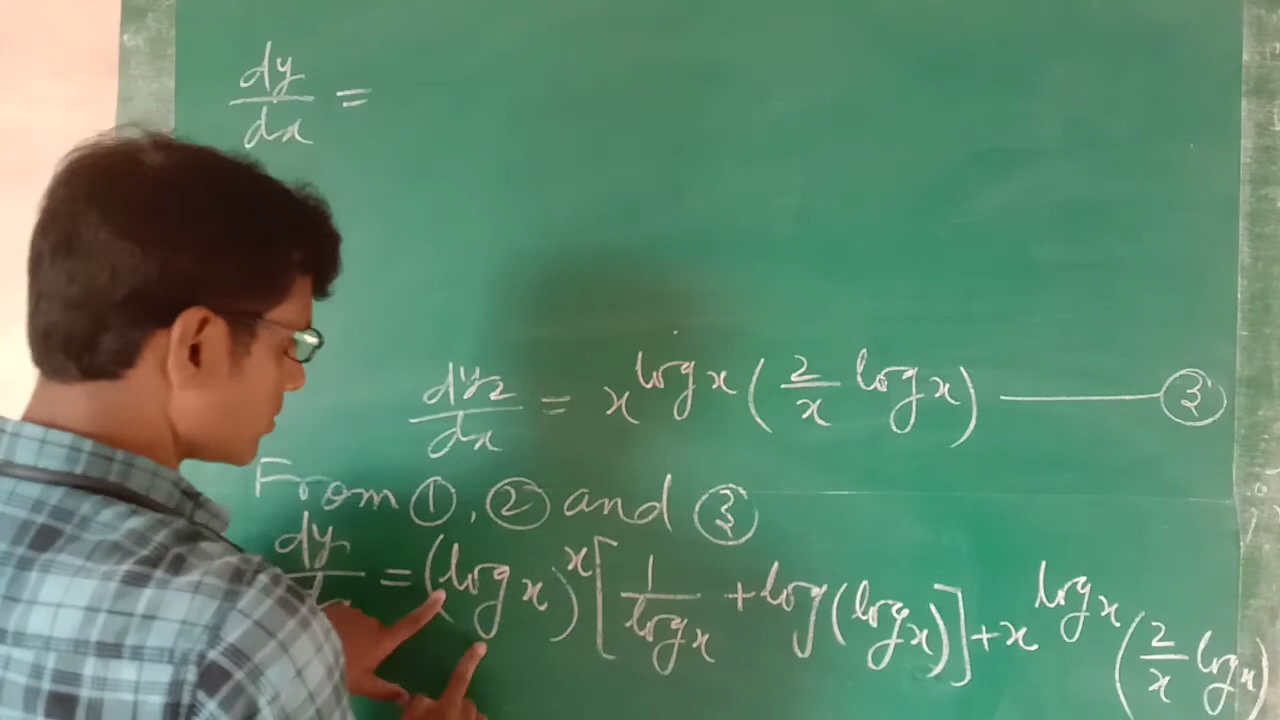 dy/dx =
dy₂/dx = x^(log x) (2/x log x) ——— ③
From ①, ② and ③
dy/dx = (log x)^x [1/log x + log (log x)] + x^(log x) (2/x log x)